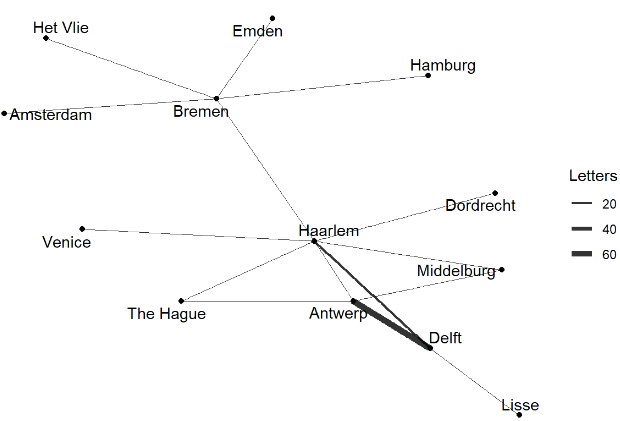 Het Vlie
Emden
Hamburg
Amsterdam
Bremen
Letters
20
40
60
Dordrecht
Haarlem
Venice
Middelburg
The Hague
Antwerp
Delft
Lisse